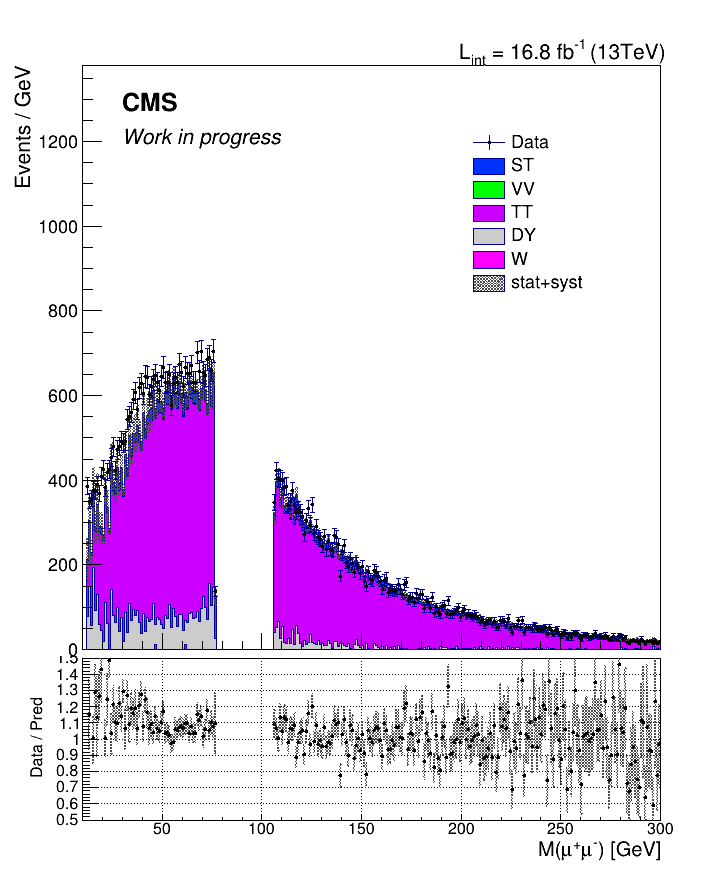 L_int = 16.8 fb^-1 (13TeV)
Events / GeV
CMS
Work in progress
Data
ST
VV
TT
DY
W
stat+syst
1200
1000
800
600
400
200
0
Data / Pred
1.5
1.4
1.3
1.2
1.1
1
0.9
0.8
0.7
0.6
0.5
50 100 150 200 250 300
M(μ⁺μ⁻) [GeV]